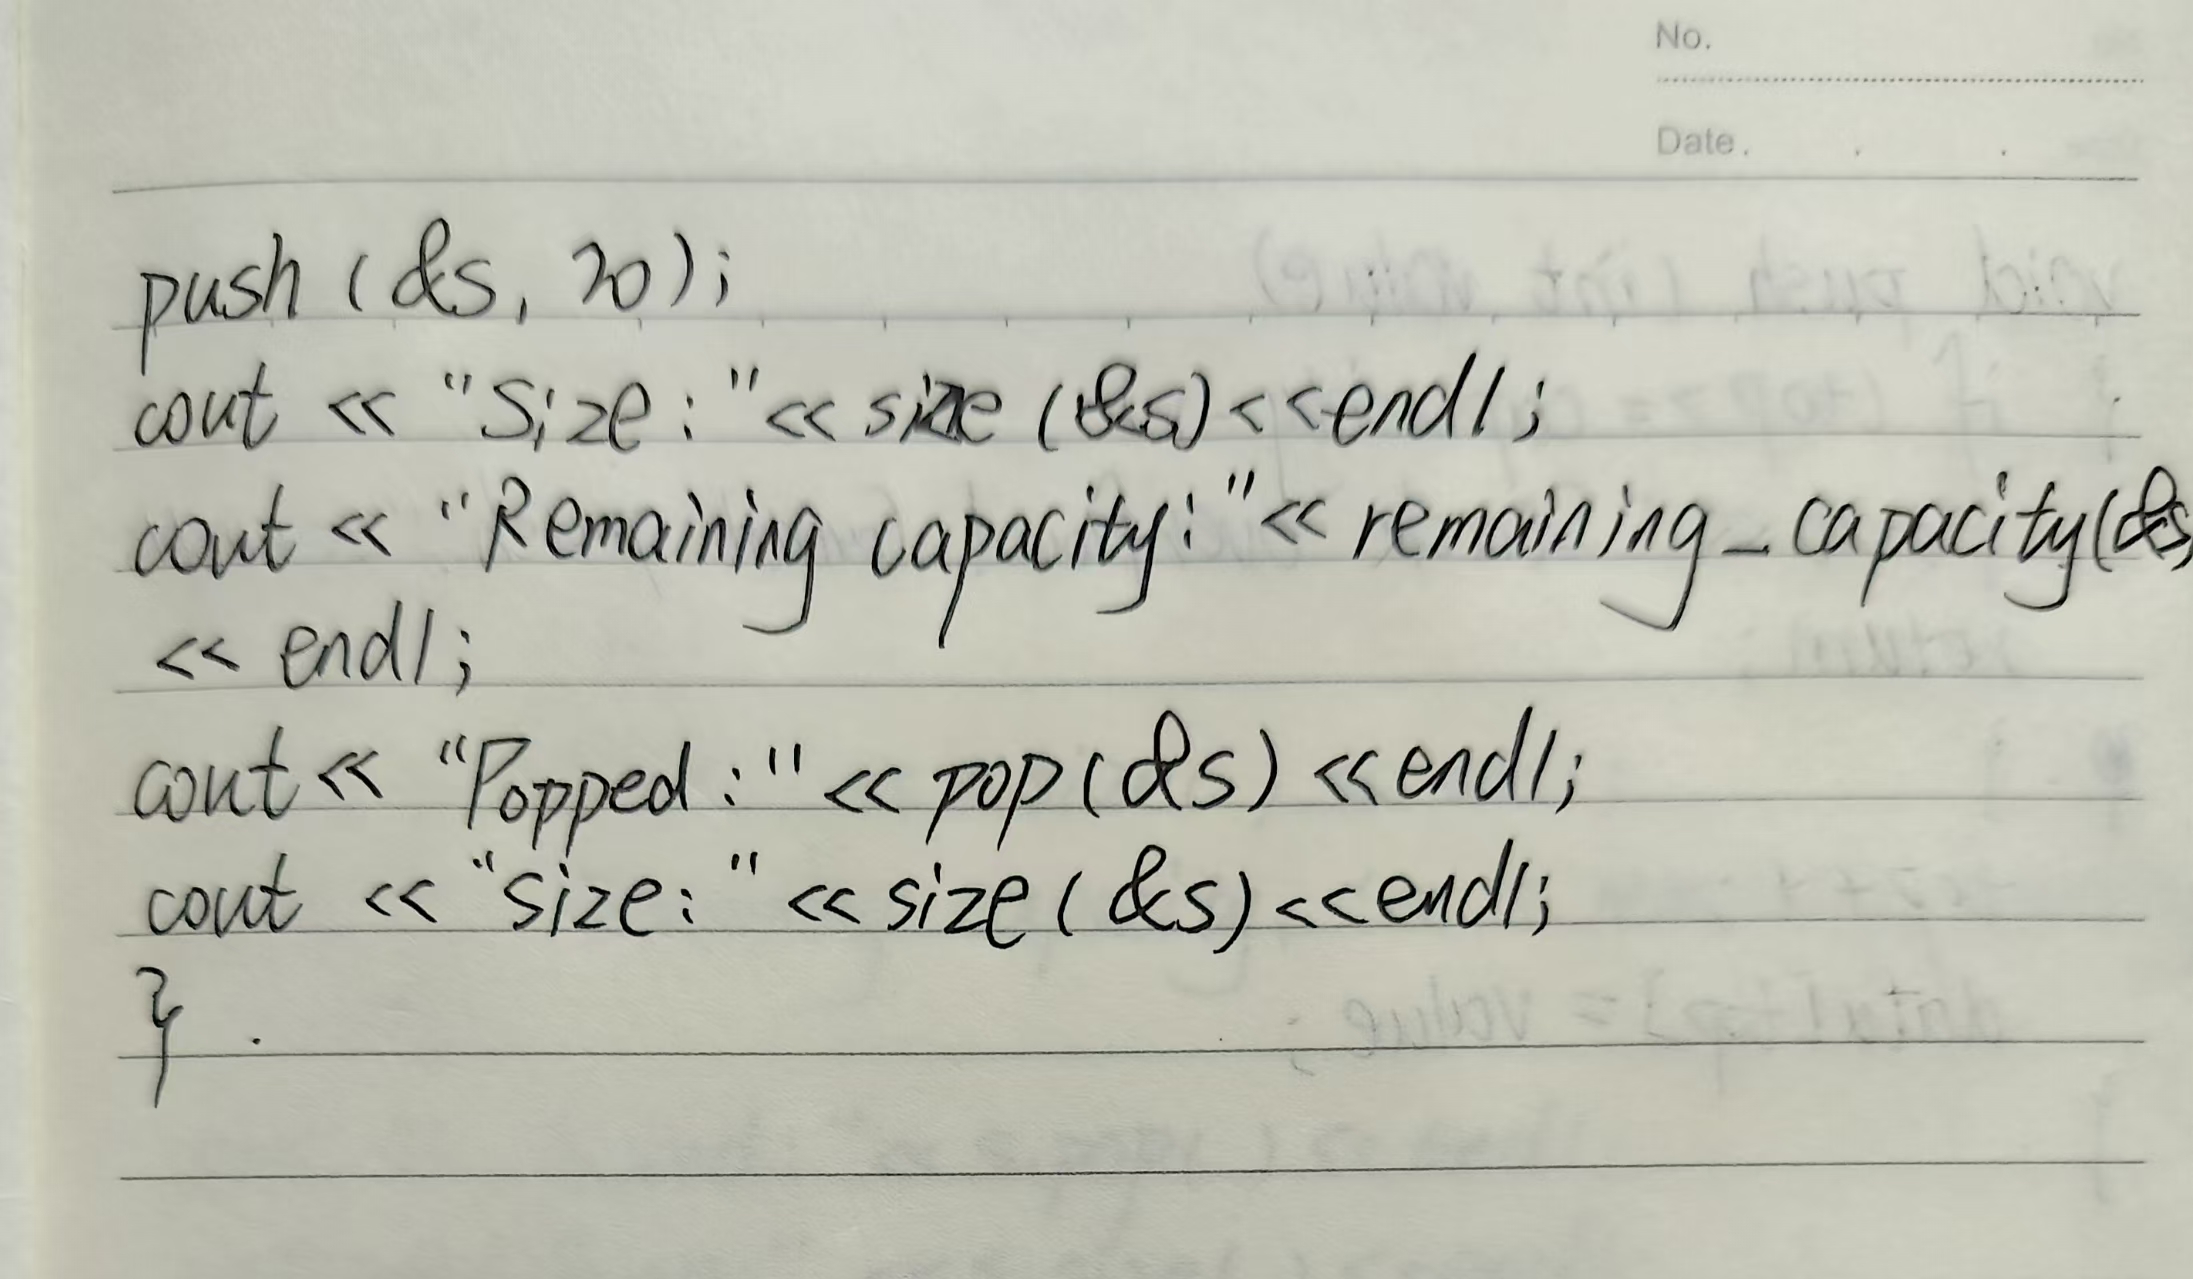 No.
Date.
push (&s, 20);
cout << "Size: "<< size (&s) <<endl;
cout << "Remaining capacity: "<< remaining_capacity(&s)
<< endl;
cout << "Popped: " << pop(&s) <<endl;
cout << "size: " << size (&s) <<endl;
}